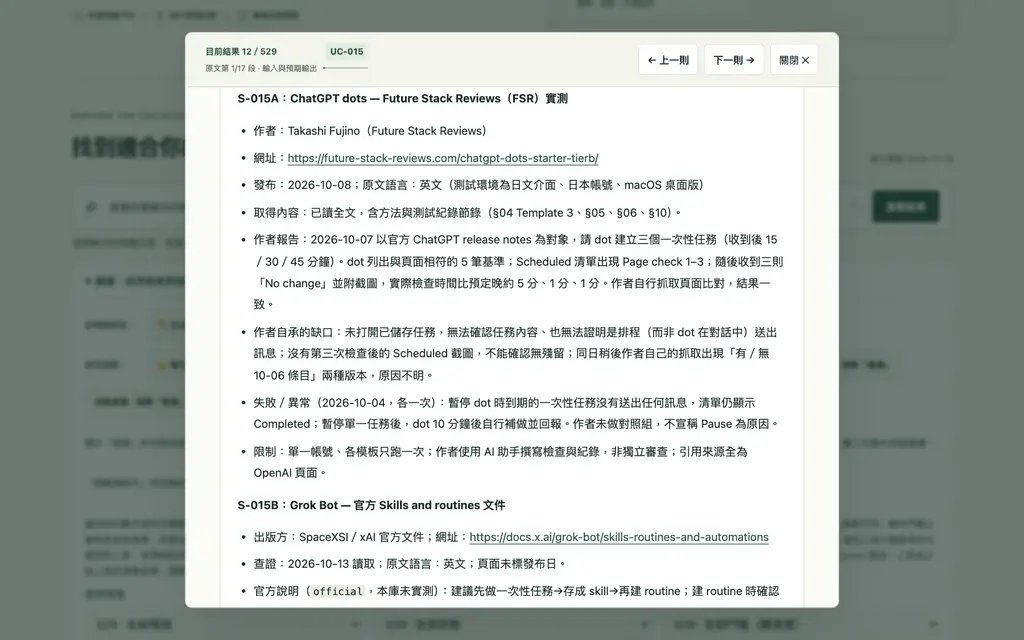 目前結果 12 / 529
UC-015
原文第 1/17 段 · 輸入與預期輸出
← 上一則
下一則 →
關閉 ×
S-015A：ChatGPT dots — Future Stack Reviews（FSR）實測
• 作者：Takashi Fujino（Future Stack Reviews）
• 網址：https://future-stack-reviews.com/chatgpt-dots-starter-tierb/
• 發布：2026-10-08；原文語言：英文（測試環境為日文介面、日本帳號、macOS 桌面版）
• 取得內容：已讀全文，含方法與測試紀錄節錄（§04 Template 3、§05、§06、§10）。
• 作者報告：2026-10-07 以官方 ChatGPT release notes 為對象，請 dot 建立三個一次性任務（收到後 15
/ 30 / 45 分鐘）。dot 列出與頁面相符的 5 筆基準；Scheduled 清單出現 Page check 1–3；隨後收到三則
「No change」並附截圖，實際檢查時間比預定晚約 5 分、1 分、1 分。作者自行抓取頁面比對，結果一
致。
• 作者自承的缺口：未打開已儲存任務，無法確認任務內容、也無法證明是排程（而非 dot 在對話中）送出
訊息；沒有第三次檢查後的 Scheduled 截圖，不能確認無殘留；同日稍後作者自己的抓取出現「有 / 無
10-06 條目」兩種版本，原因不明。
• 失敗 / 異常（2026-10-04，各一次）：暫停 dot 時到期的一次性任務沒有送出任何訊息，清單仍顯示
Completed；暫停單一任務後，dot 10 分鐘後自行補做並回報。作者未做對照組，不宣稱 Pause 為原因。
• 限制：單一帳號、各模板只跑一次；作者使用 AI 助手撰寫檢查與紀錄，非獨立審查；引用來源全為
OpenAI 頁面。
S-015B：Grok Bot — 官方 Skills and routines 文件
• 出版方：SpaceXSI / xAI 官方文件；網址：https://docs.x.ai/grok-bot/skills-routines-and-automations
• 查證：2026-10-13 讀取；原文語言：英文；頁面未標發布日。
• 官方說明（official，本庫未實測）：建議先做一次性任務→存成 skill→再建 routine；建 routine 時確認